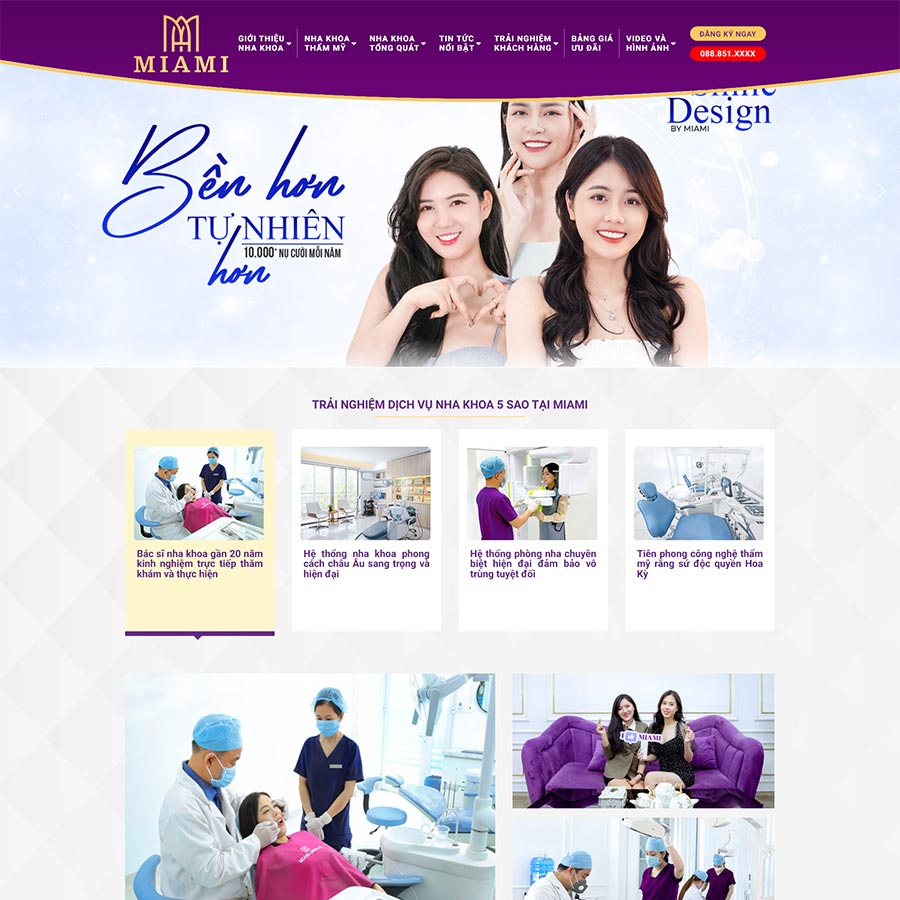 MIAMI
GIỚI THIỆU
NHA KHOA
NHA KHOA
THẨM MỸ
NHA KHOA
TỔNG QUÁT
TIN TỨC
NỔI BẬT
TRẢI NGHIỆM
KHÁCH HÀNG
BẢNG GIÁ
ƯU ĐÃI
VIDEO VÀ
HÌNH ẢNH
ĐĂNG KÝ NGAY
088.851.XXXX
Design
BY MIAMI
Bền hơn
TỰ NHIÊN
10.000+ NỤ CƯỜI MỖI NĂM
hơn
TRẢI NGHIỆM DỊCH VỤ NHA KHOA 5 SAO TẠI MIAMI
Bác sĩ nha khoa gần 20 năm
kinh nghiệm trực tiếp thăm
khám và thực hiện
Hệ thống nha khoa phong
cách châu Âu sang trọng và
hiện đại
Hệ thống phòng nha chuyên
biệt hiện đại đảm bảo vô
trùng tuyệt đối
Tiên phong công nghệ thẩm
mỹ răng sứ độc quyền Hoa
Kỳ
I MIAMI